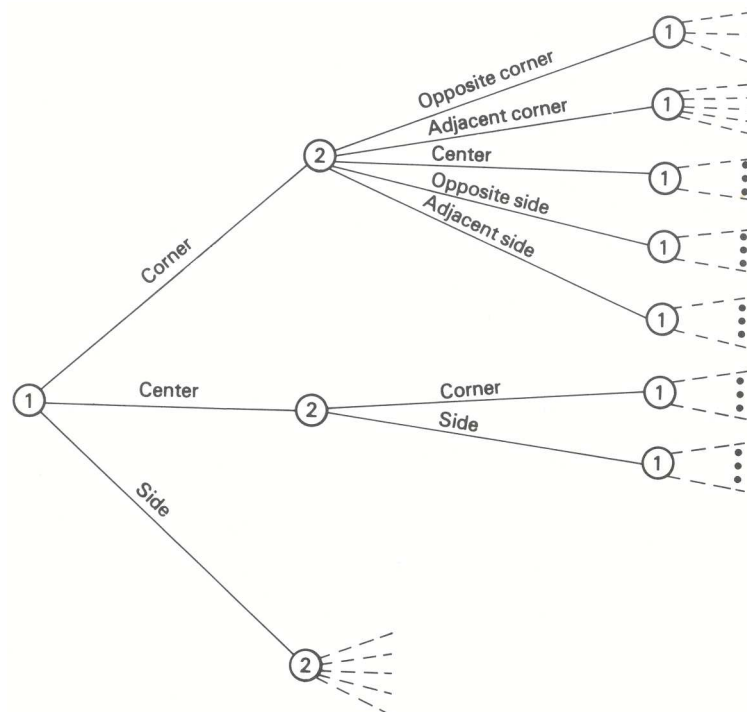 1
Opposite corner
1
Adjacent corner
2
Center
1
Opposite side
1
Adjacent side
1
Corner
1
Center
2
Corner
1
Side
1
Side
2